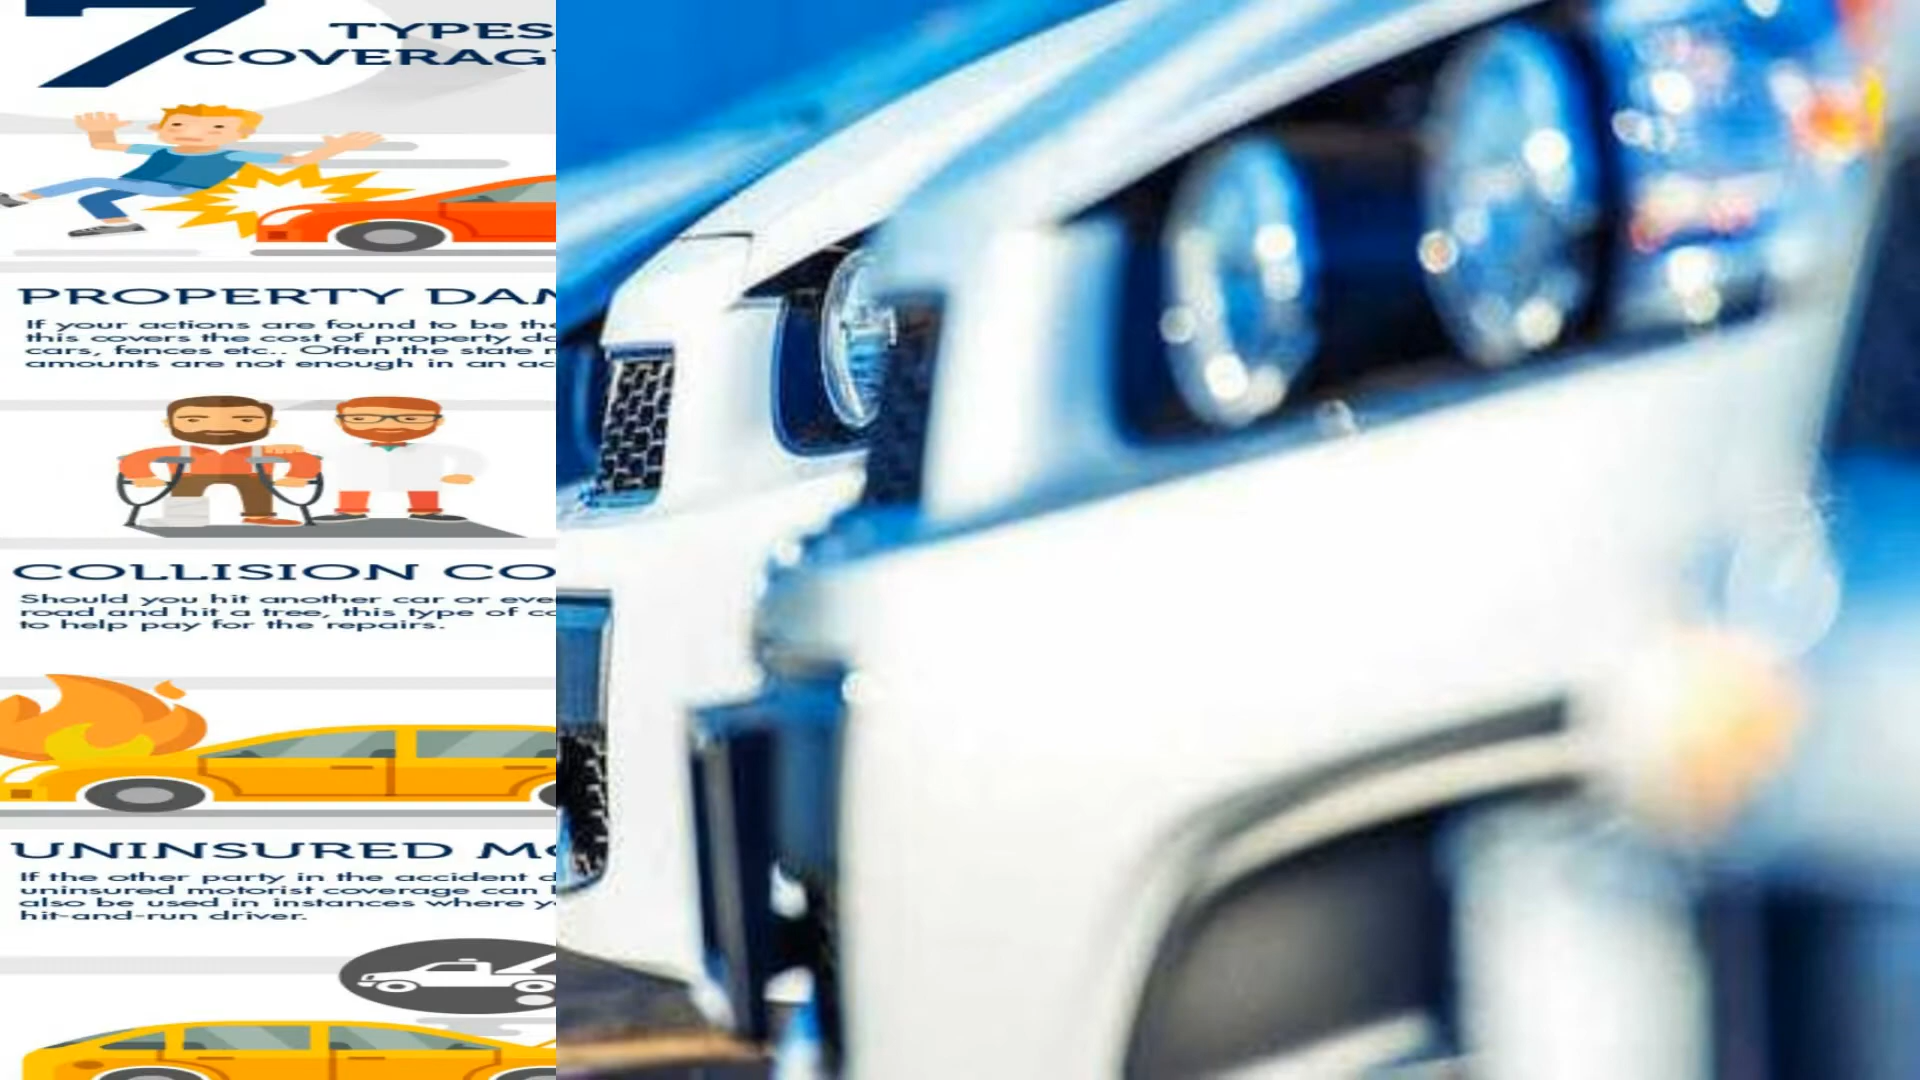 7 TYPES
COVERAG
PROPERTY DAM
If your actions are found to be the
this covers the cost of property
cars, fences etc.. Often the state
amounts are not enough in an
COLLISION CO
Should you hit another car or
road and hit a tree, this type of
to help pay for the repairs.
UNINSURED
If the other party in the accident
uninsured motorist coverage can
also be used in instances where
hit-and-run driver.